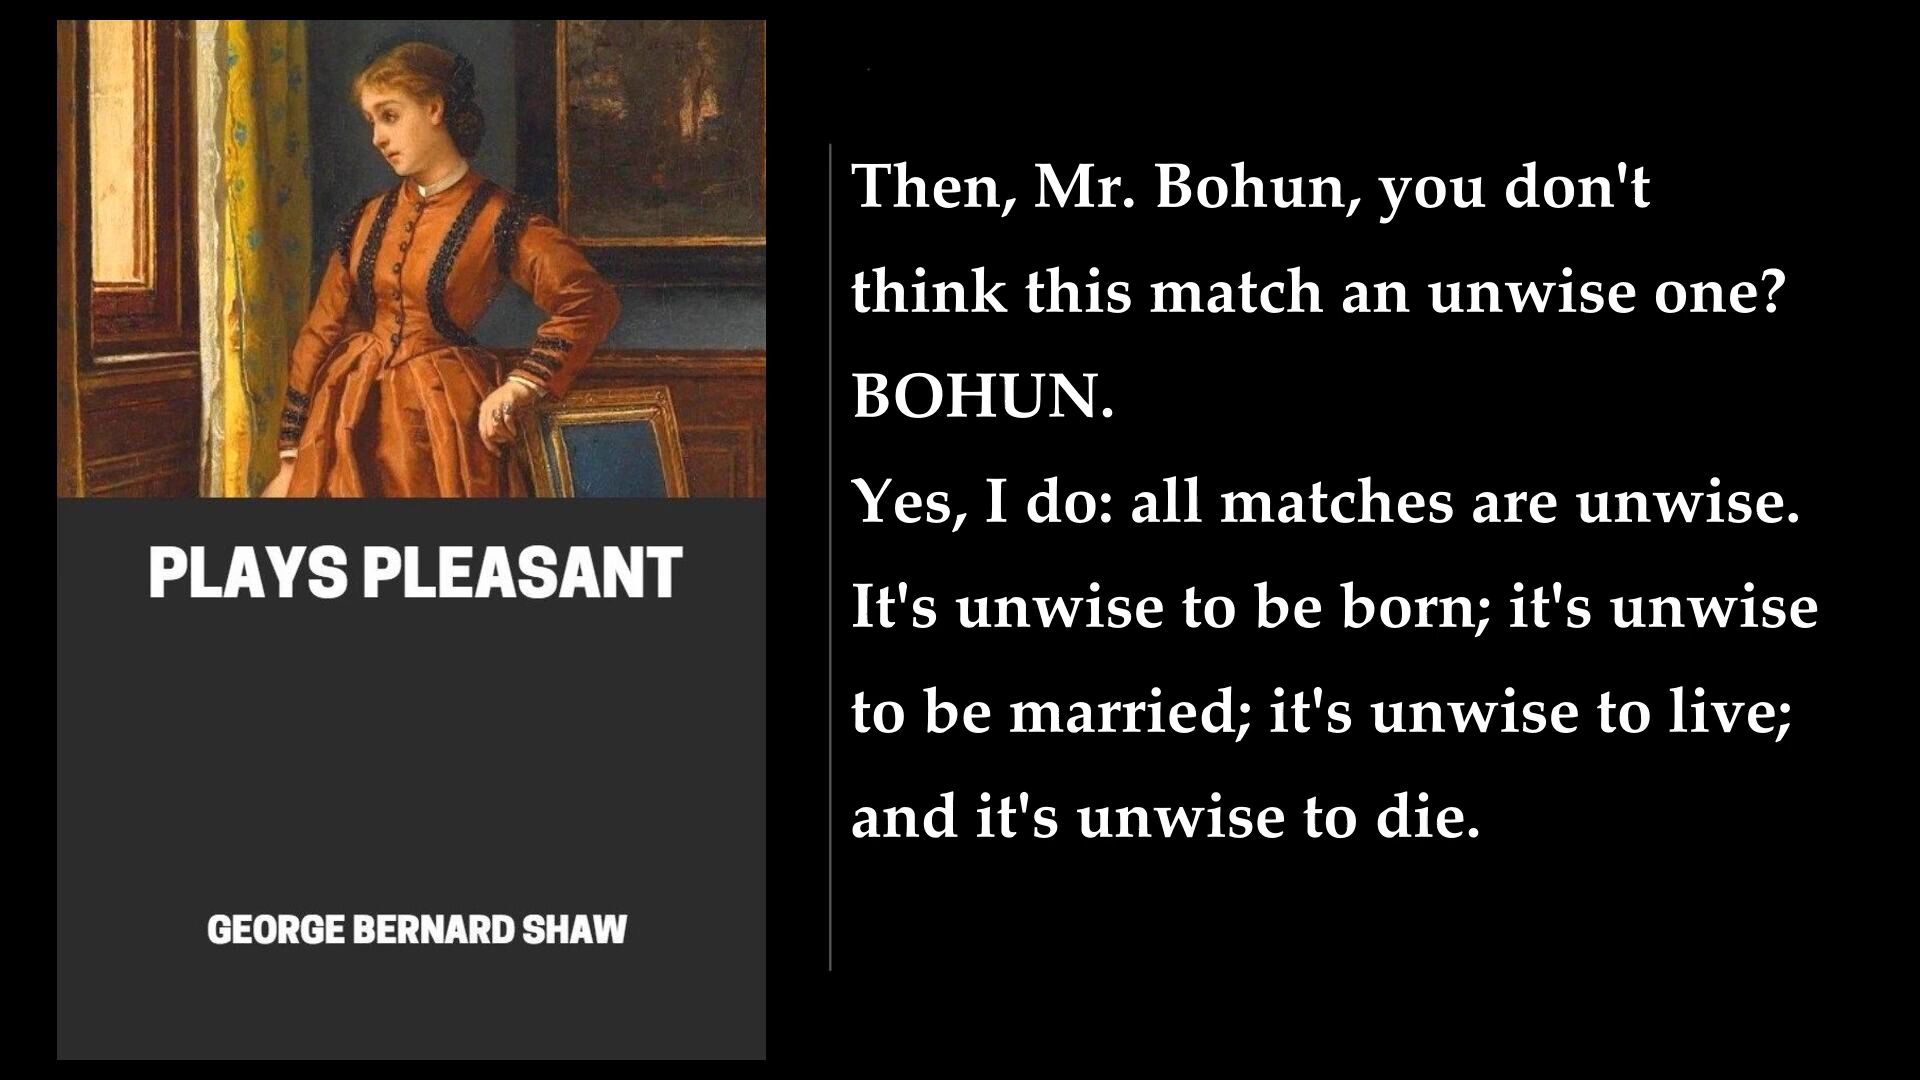 PLAYS PLEASANT
GEORGE BERNARD SHAW
Then, Mr. Bohun, you don't
think this match an unwise one?
BOHUN.
Yes, I do: all matches are unwise.
It's unwise to be born; it's unwise
to be married; it's unwise to live;
and it's unwise to die.